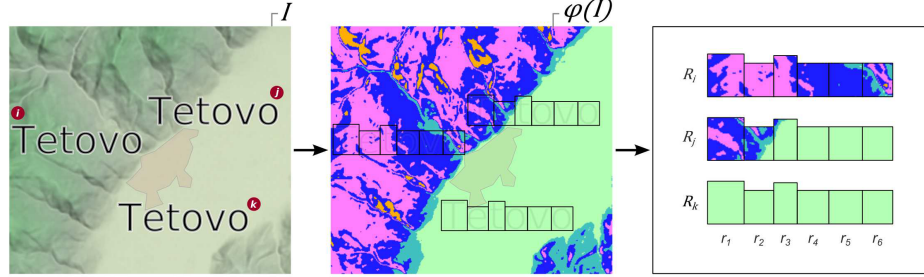 I
i
Tetovo
j
Tetovo
k
Tetovo
φ(I)
Tetovo
Tetovo
Tetovo
R_i
R_j
R_k
r_1 r_2 r_3 r_4 r_5 r_6